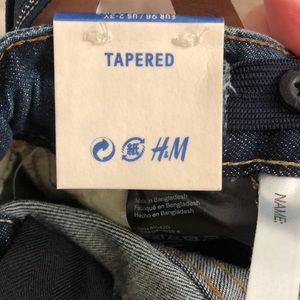 EUR 98 / US 2-3Y
TAPERED
紙
H&M
Made in Bangladesh
Fabriqué en Bangladesh
Hecho en Bangladesh
NAME: